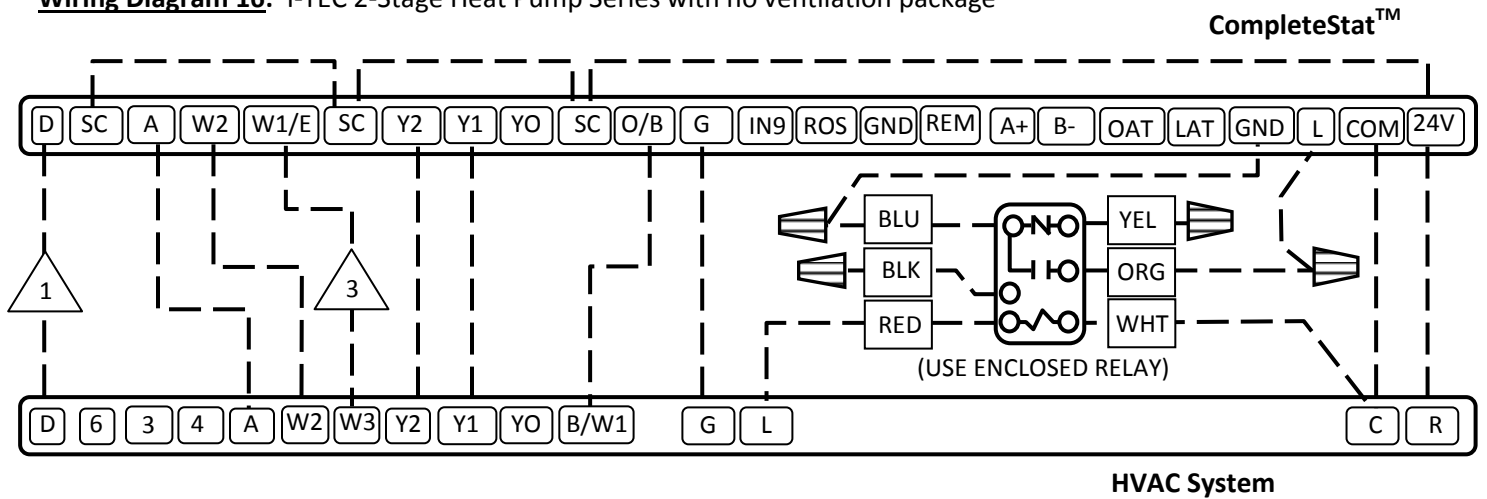 Wiring Diagram 16: I-TEC 2-Stage Heat Pump Series with no ventilation package
CompleteStat™
D SC A W2 W1/E SC Y2 Y1 YO SC O/B G IN9 ROS GND REM A+ B- OAT LAT GND L COM 24V
BLU N YEL
1 3 BLK ORG
RED WHT
(USE ENCLOSED RELAY)
D 6 3 4 A W2 W3 Y2 Y1 YO B/W1 G L C R
HVAC System